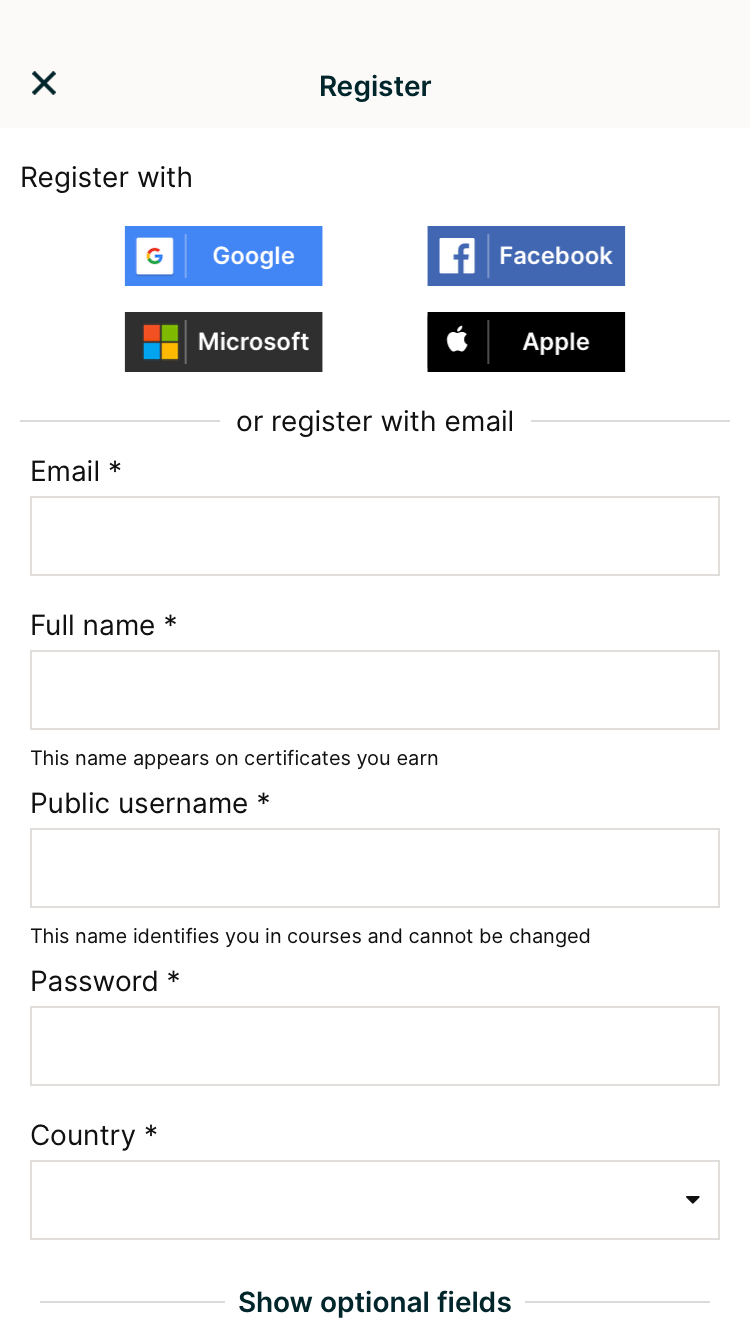 Register
Register with
Google
Facebook
Microsoft
Apple
or register with email
Email *
Full name *
This name appears on certificates you earn
Public username *
This name identifies you in courses and cannot be changed
Password *
Country *
Show optional fields